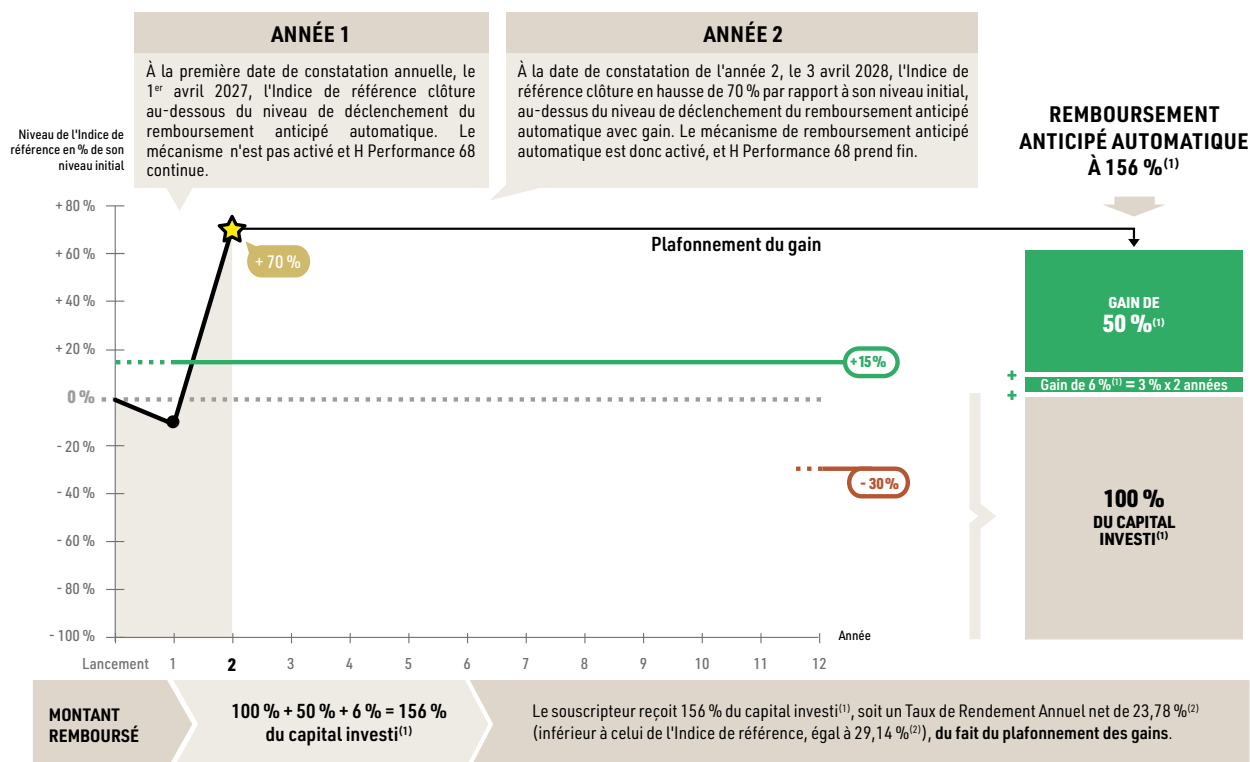 ANNÉE 1
À la première date de constatation annuelle, le
1er avril 2027, l'Indice de référence clôture
au-dessous du niveau de déclenchement du
remboursement anticipé automatique. Le
mécanisme n'est pas activé et H Performance 68
continue.
ANNÉE 2
À la date de constatation de l'année 2, le 3 avril 2028, l'Indice de
référence clôture en hausse de 70 % par rapport à son niveau initial,
au-dessus du niveau de déclenchement du remboursement anticipé
automatique avec gain. Le mécanisme de remboursement anticipé
automatique est donc activé, et H Performance 68 prend fin.
REMBOURSEMENT
ANTICIPÉ AUTOMATIQUE
À 156 %(1)
Niveau de l'Indice de
référence en % de son
niveau initial
+ 80 %
+ 60 %
+ 40 %
+ 20 %
0 %
- 20 %
- 40 %
- 60 %
- 80 %
- 100 %
+ 70 %
Plafonnement du gain
+15%
- 30 %
GAIN DE
50 %(1)
+
Gain de 6 %(1) = 3 % x 2 années
+
100 %
DU CAPITAL
INVESTI(1)
Année
Lancement 1 2 3 4 5 6 7 8 9 10 11 12
MONTANT
REMBOURSÉ
100 % + 50 % + 6 % = 156 %
du capital investi(1)
Le souscripteur reçoit 156 % du capital investi(1), soit un Taux de Rendement Annuel net de 23,78 %(2)
(inférieur à celui de l'Indice de référence, égal à 29,14 %(2)), du fait du plafonnement des gains.